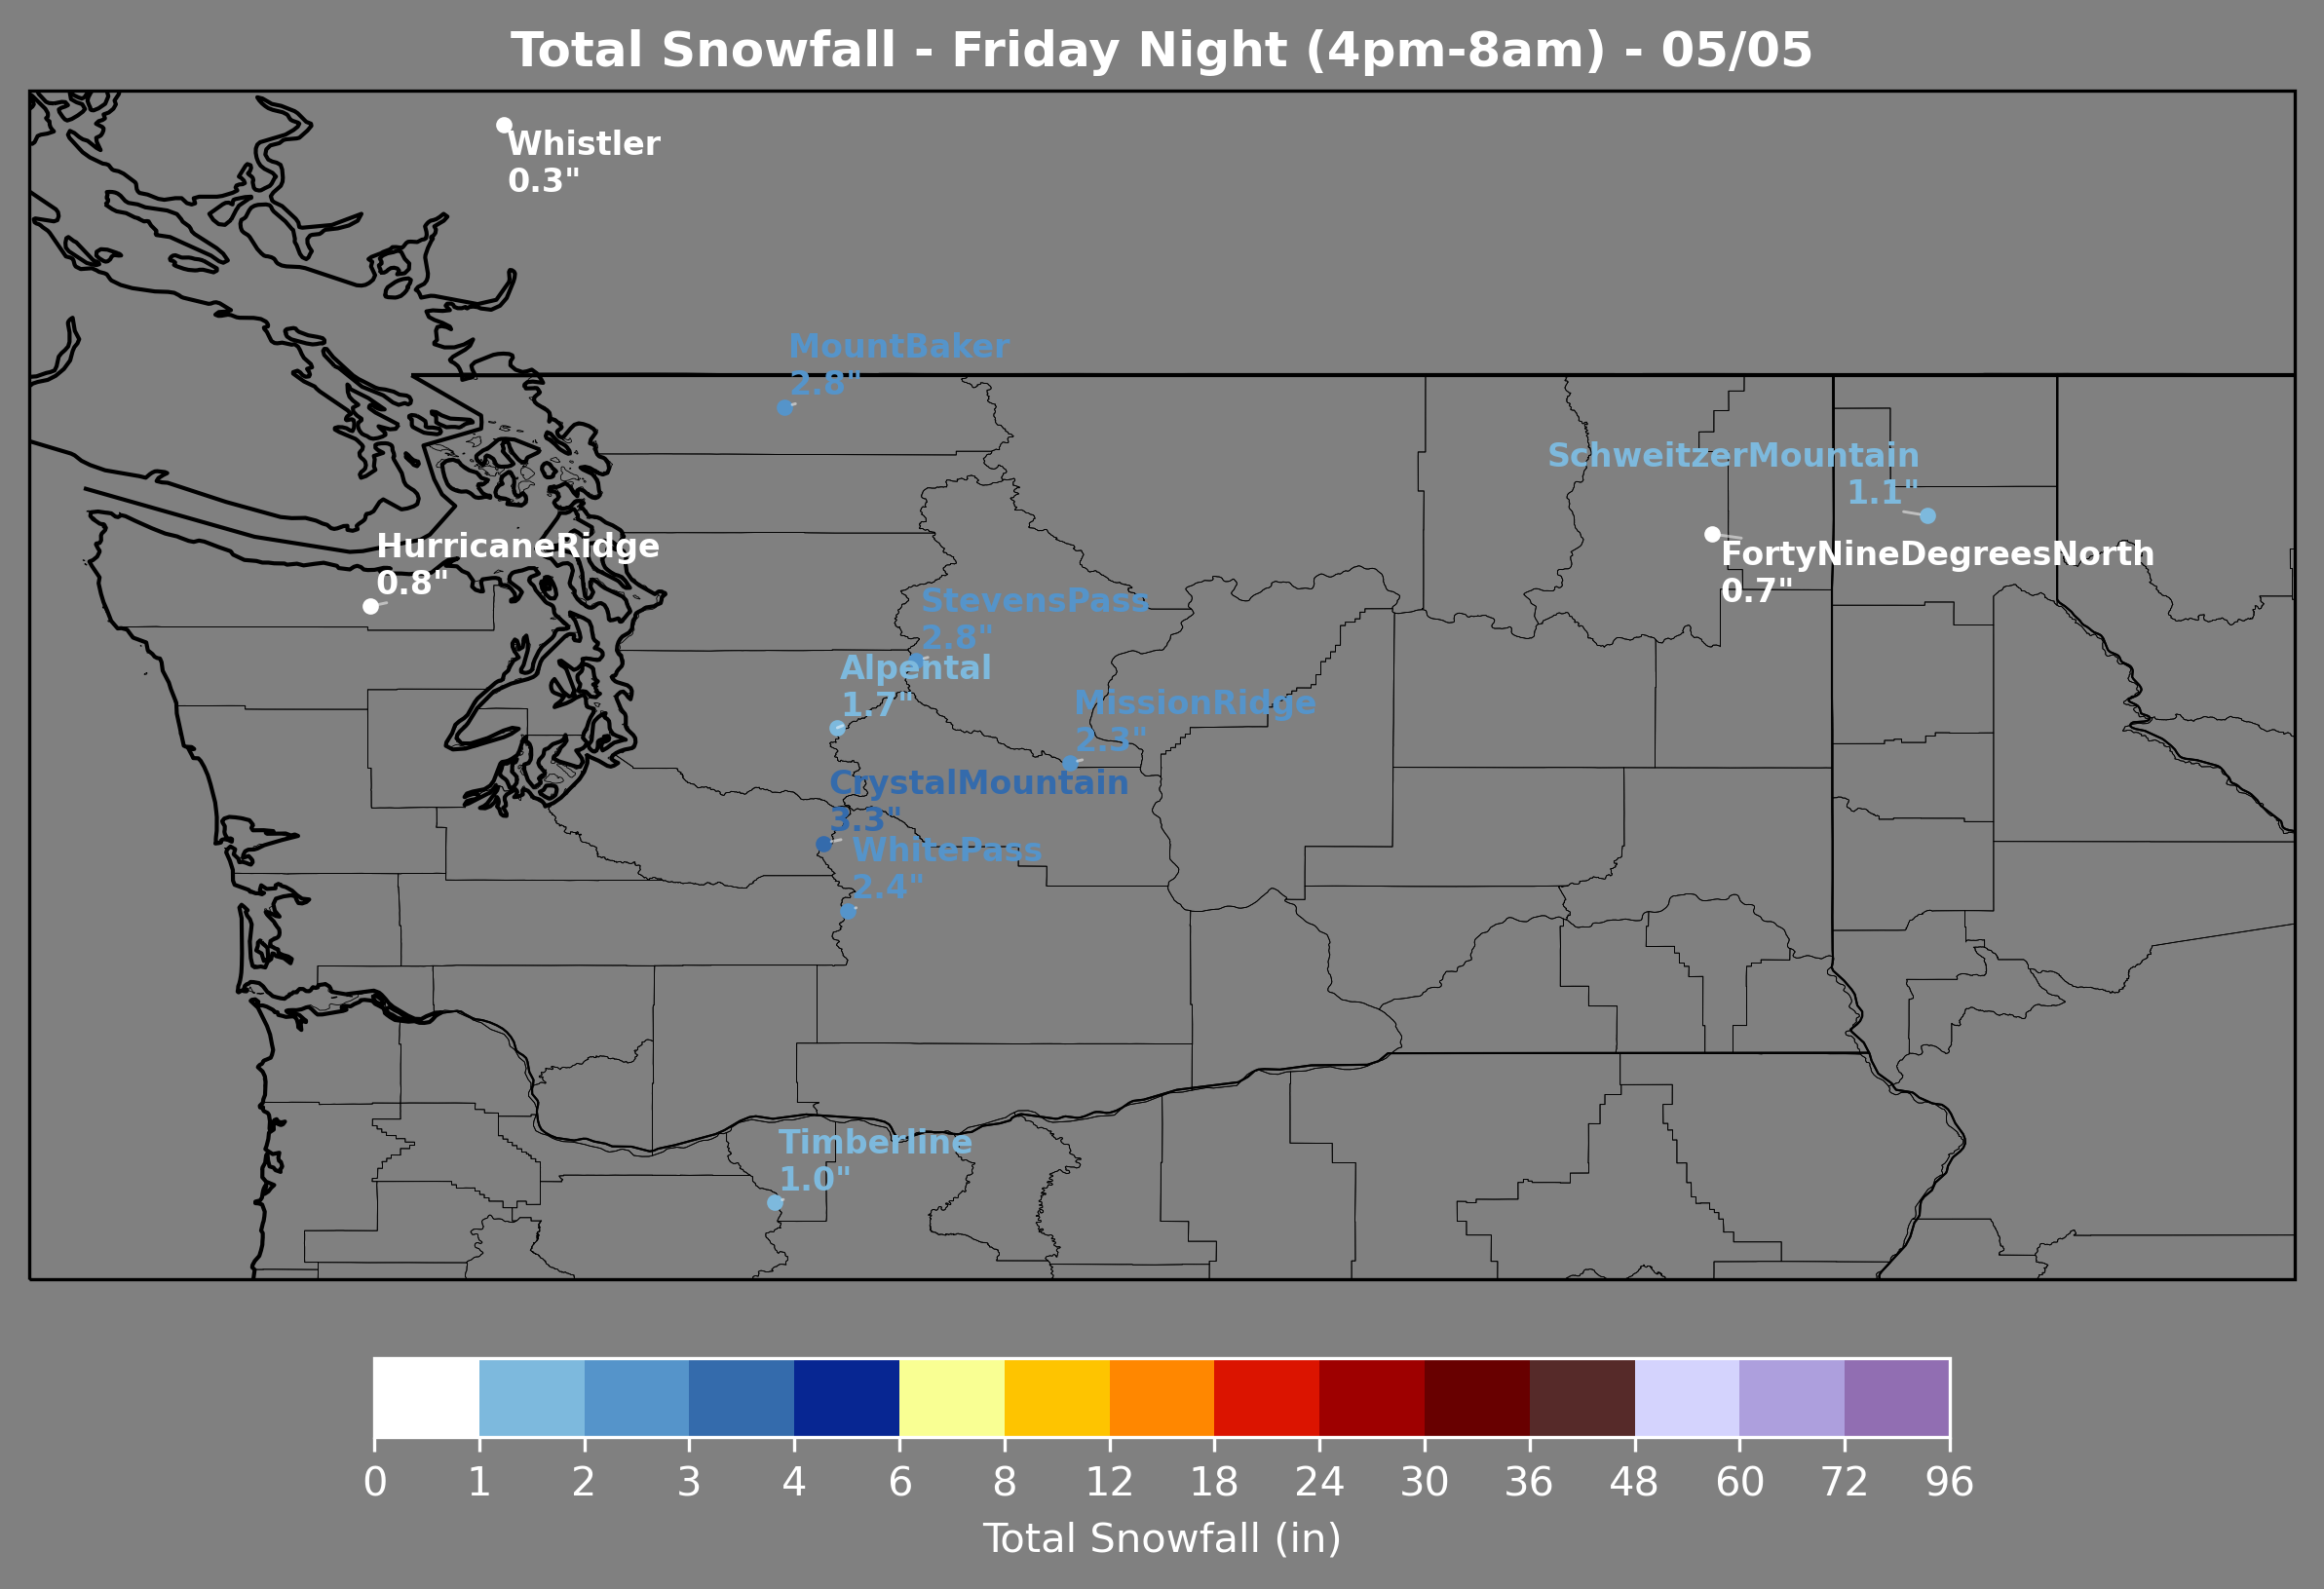 Total Snowfall - Friday Night (4pm-8am) - 05/05
Whistler
0.3"
MountBaker
2.8"
SchweitzerMountain
1.1"
HurricaneRidge
0.8"
FortyNineDegreesNorth
0.7"
StevensPass
2.8"
Alpental
1.7"
MissionRidge
2.3"
CrystalMountain
3.3"
WhitePass
2.4"
Timberline
1.0"
0 1 2 3 4 6 8 12 18 24 30 36 48 60 72 96
Total Snowfall (in)